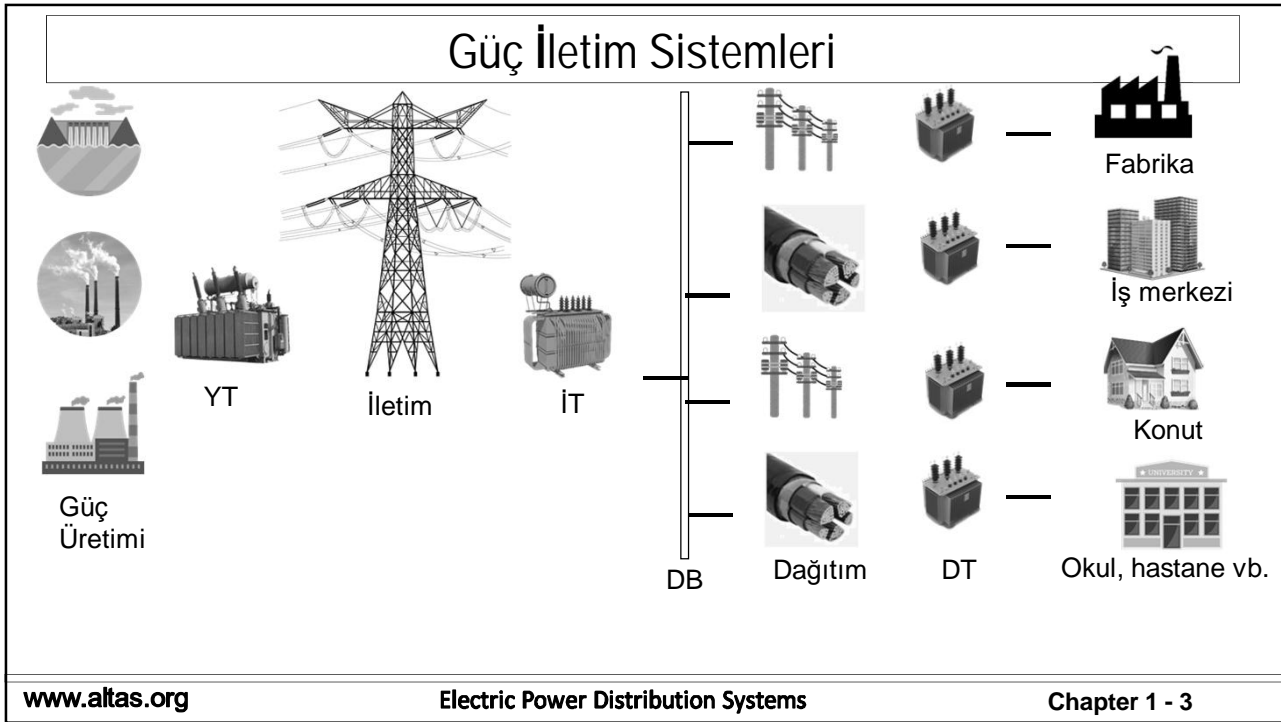 Güç İletim Sistemleri
Fabrika
İş merkezi
YT
İletim
İT
Konut
UNIVERSITY
Güç
Üretimi
DB
Dağıtım
DT
Okul, hastane vb.
www.altas.org
Electric Power Distribution Systems
Chapter 1 - 3